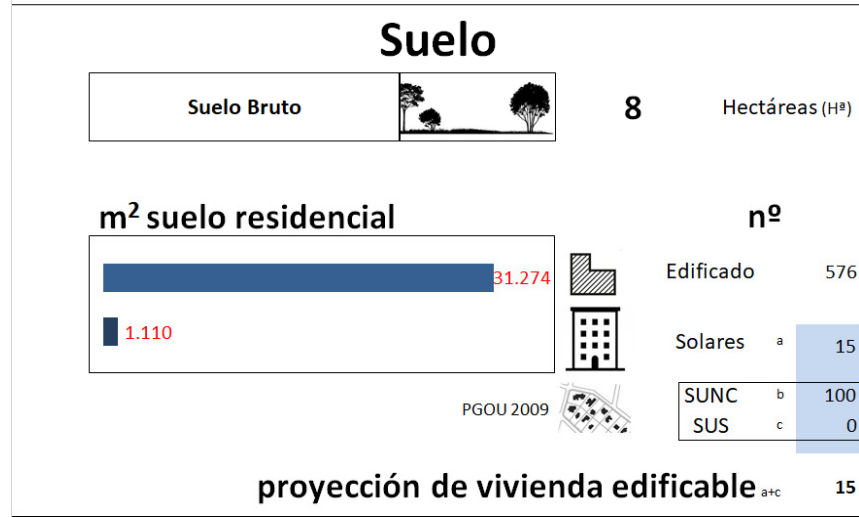 Suelo
Suelo Bruto 8 Hectáreas (Hª)
m² suelo residencial nº
31.274 Edificado 576
1.110 Solares a 15
PGOU 2009 SUNC b 100
SUS c 0
proyección de vivienda edificable a+c 15